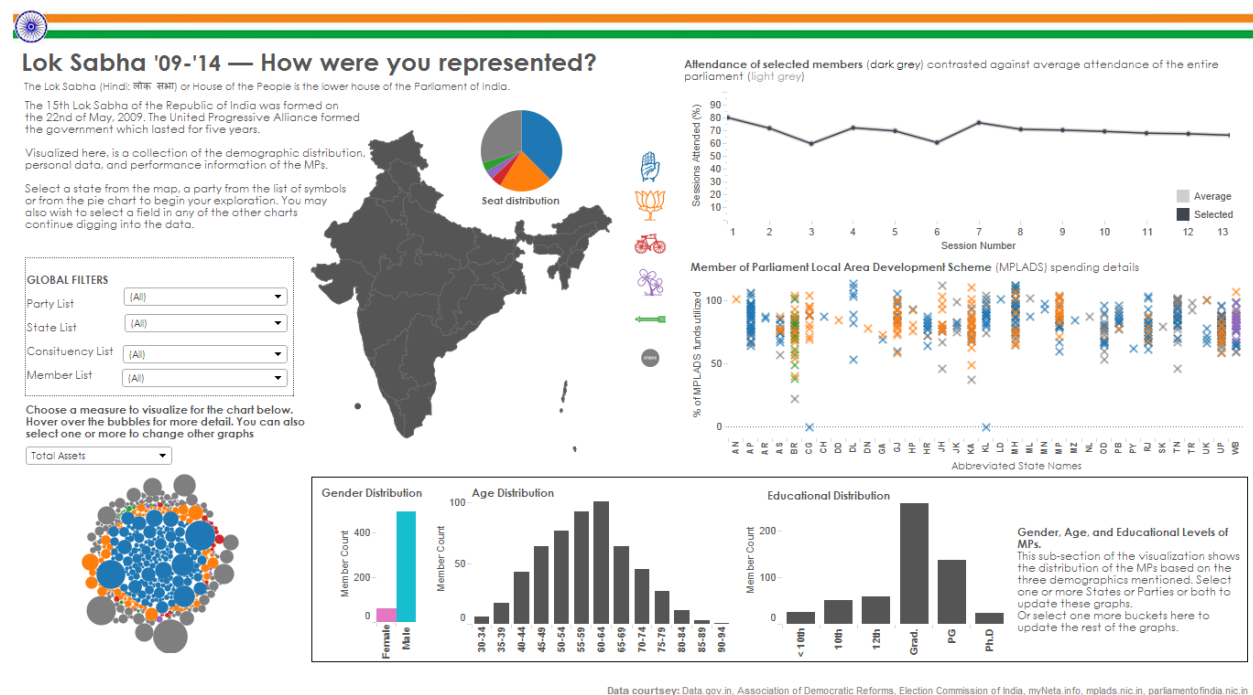 Lok Sabha '09-'14 — How were you represented?
The Lok Sabha (Hindi: लोक सभा) or House of the People is the lower house of the Parliament of India.
The 15th Lok Sabha of the Republic of India was formed on
the 22nd of May, 2009. The United Progressive Alliance formed
the government which lasted for five years.
Visualized here, is a collection of the demographic distribution,
personal data, and performance information of the MPs.
Select a state from the map, a party from the list of symbols
or from the pie chart to begin your exploration. You may
also wish to select a field in any of the other charts
continue digging into the data.
Seat distribution
GLOBAL FILTERS
Party List
(All)
State List
(All)
Consituency List
(All)
Member List
(All)
Choose a measure to visualize for the chart below.
Hover over the bubbles for more detail. You can also
select one or more to change other graphs
Total Assets
Attendance of selected members (dark grey) contrasted against average attendance of the entire
parliament (light grey)
Sessions Attended (%)
90
80
70
60
50
40
30
20
10
Average
Selected
1 2 3 4 5 6 7 8 9 10 11 12 13
Session Number
Member of Parliament Local Area Development Scheme (MPLADS) spending details
% of MPLADS funds utilized
100
50
0
AN AP AR AS BR CG CH DD DL DN GA GJ HP HR JH JK KA KL LD MH ML MN MP MZ NL OD PB PY RJ SK TN TR UK UP WB
Abbreviated State Names
Gender Distribution
Member Count
400
200
0
Female Male
Age Distribution
Member Count
100
50
0
30-34 35-39 40-44 45-49 50-54 55-59 60-64 65-69 70-74 75-79 80-84 85-89 90-94
Educational Distribution
Member Count
200
100
0
< 10th 10th 12th Grad. PG Ph.D
Gender, Age, and Educational Levels of
MPs.
This sub-section of the visualization shows
the distribution of the MPs based on the
three demographics mentioned. Select
one or more States or Parties or both to
update these graphs.
Or select one more buckets here to
update the rest of the graphs.
Data courtsey: Data.gov.in, Association of Democratic Reforms, Election Commission of India, myNeta.info, mplads.nic.in, parliamentofindia.nic.in